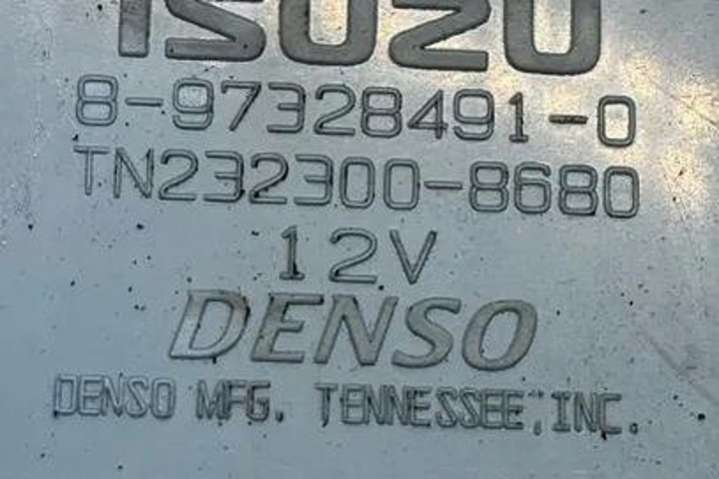 ISUZU
8-97328491-0
TN232300-8680
12V
DENSO
DENSO MFG. TENNESSEE, INC.